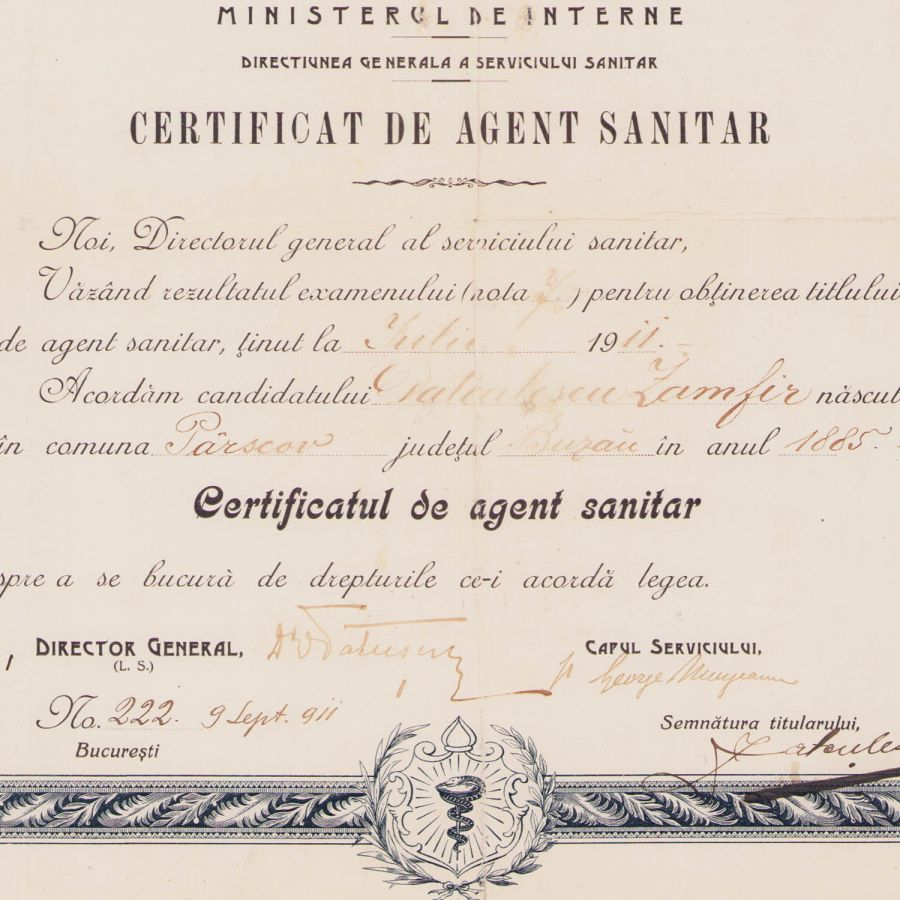 MINISTERUL DE INTERNE
DIRECTIUNEA GENERALA A SERVICIULUI SANITAR
CERTIFICAT DE AGENT SANITAR
Noi, Directorul general al serviciului sanitar,
Văzând rezultatul examenului (nota 7) pentru obținerea titlului
de agent sanitar, ținut la Iuliu 1911.-
Acordăm candidatului Zamfir născut
în comuna Pârscov județul Buzău în anul 1885.
Certificatul de agent sanitar
spre a se bucură de drepturile ce-i acordă legea.
DIRECTOR GENERAL, CAPUL SERVICIULUI,
(L. S.) George
No. 222. 9 Sept. 911 Semnătura titularului,
București